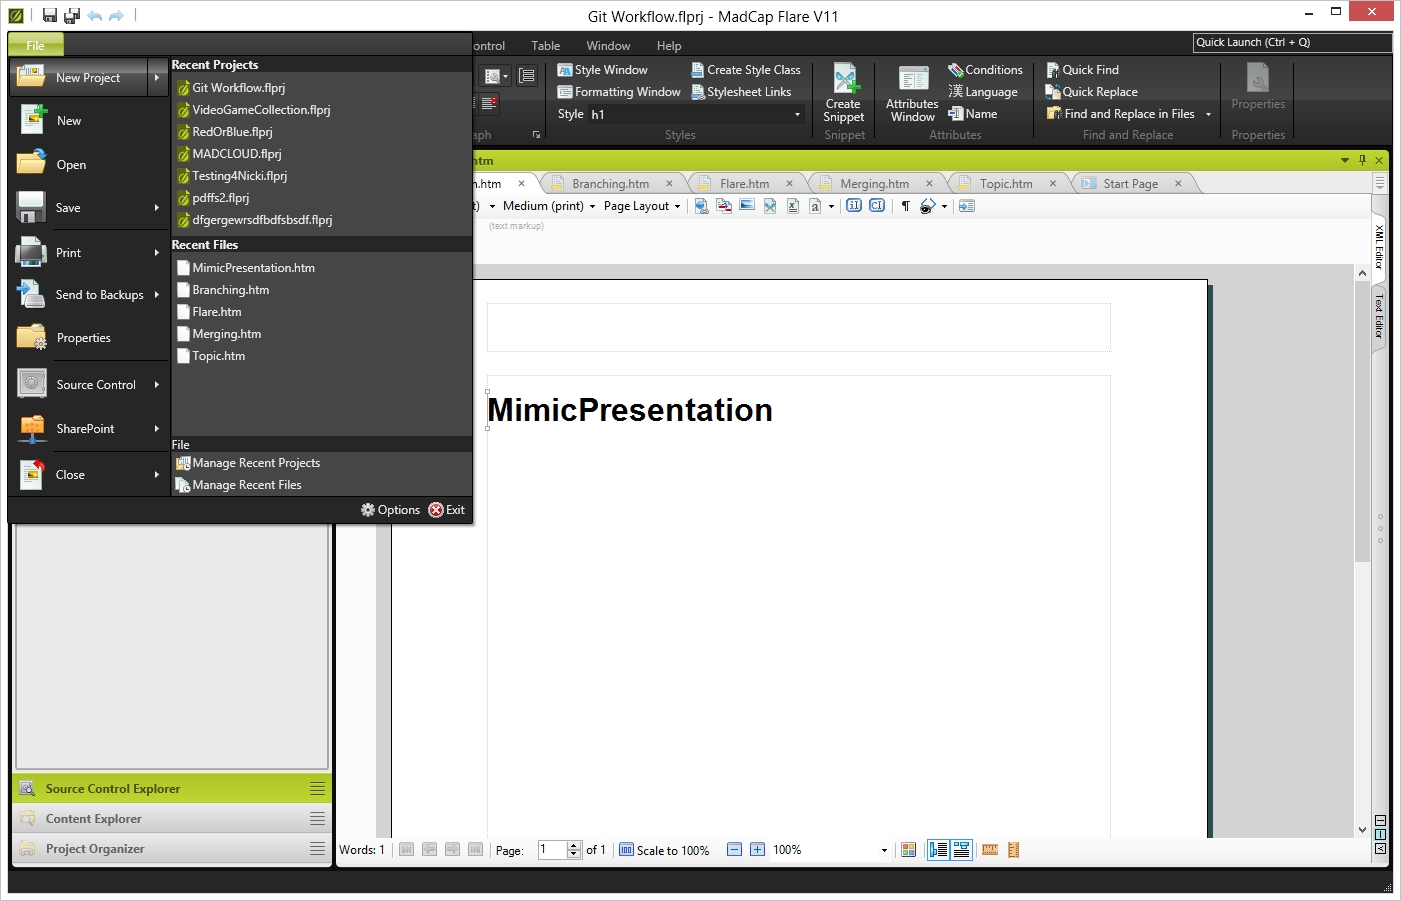 Git Workflow.flprj - MadCap Flare V11
File
ontrol
Table
Window
Help
Quick Launch (Ctrl + Q)
New Project
New
Open
Save
Print
Send to Backups
Properties
Source Control
SharePoint
Close
Recent Projects
Git Workflow.flprj
VideoGameCollection.flprj
RedOrBlue.flprj
MADCLOUD.flprj
Testing4Nicki.flprj
pdffs2.flprj
dfgergewrsdfbdfsbsdf.flprj
Recent Files
MimicPresentation.htm
Branching.htm
Flare.htm
Merging.htm
Topic.htm
File
Manage Recent Projects
Manage Recent Files
Options
Exit
aph
Style Window
Formatting Window
Style h1
Create Style Class
Stylesheet Links
Styles
Create
Snippet
Snippet
Attributes
Window
Conditions
漢 Language
Name
Attributes
Quick Find
Quick Replace
Find and Replace in Files
Find and Replace
Properties
Properties
htm
n.htm
Branching.htm
Flare.htm
Merging.htm
Topic.htm
Start Page
t)
Medium (print)
Page Layout
(text markup)
XML Editor
Text Editor
MimicPresentation
Source Control Explorer
Content Explorer
Project Organizer
Words: 1
Page:
1
of 1
Scale to 100%
100%